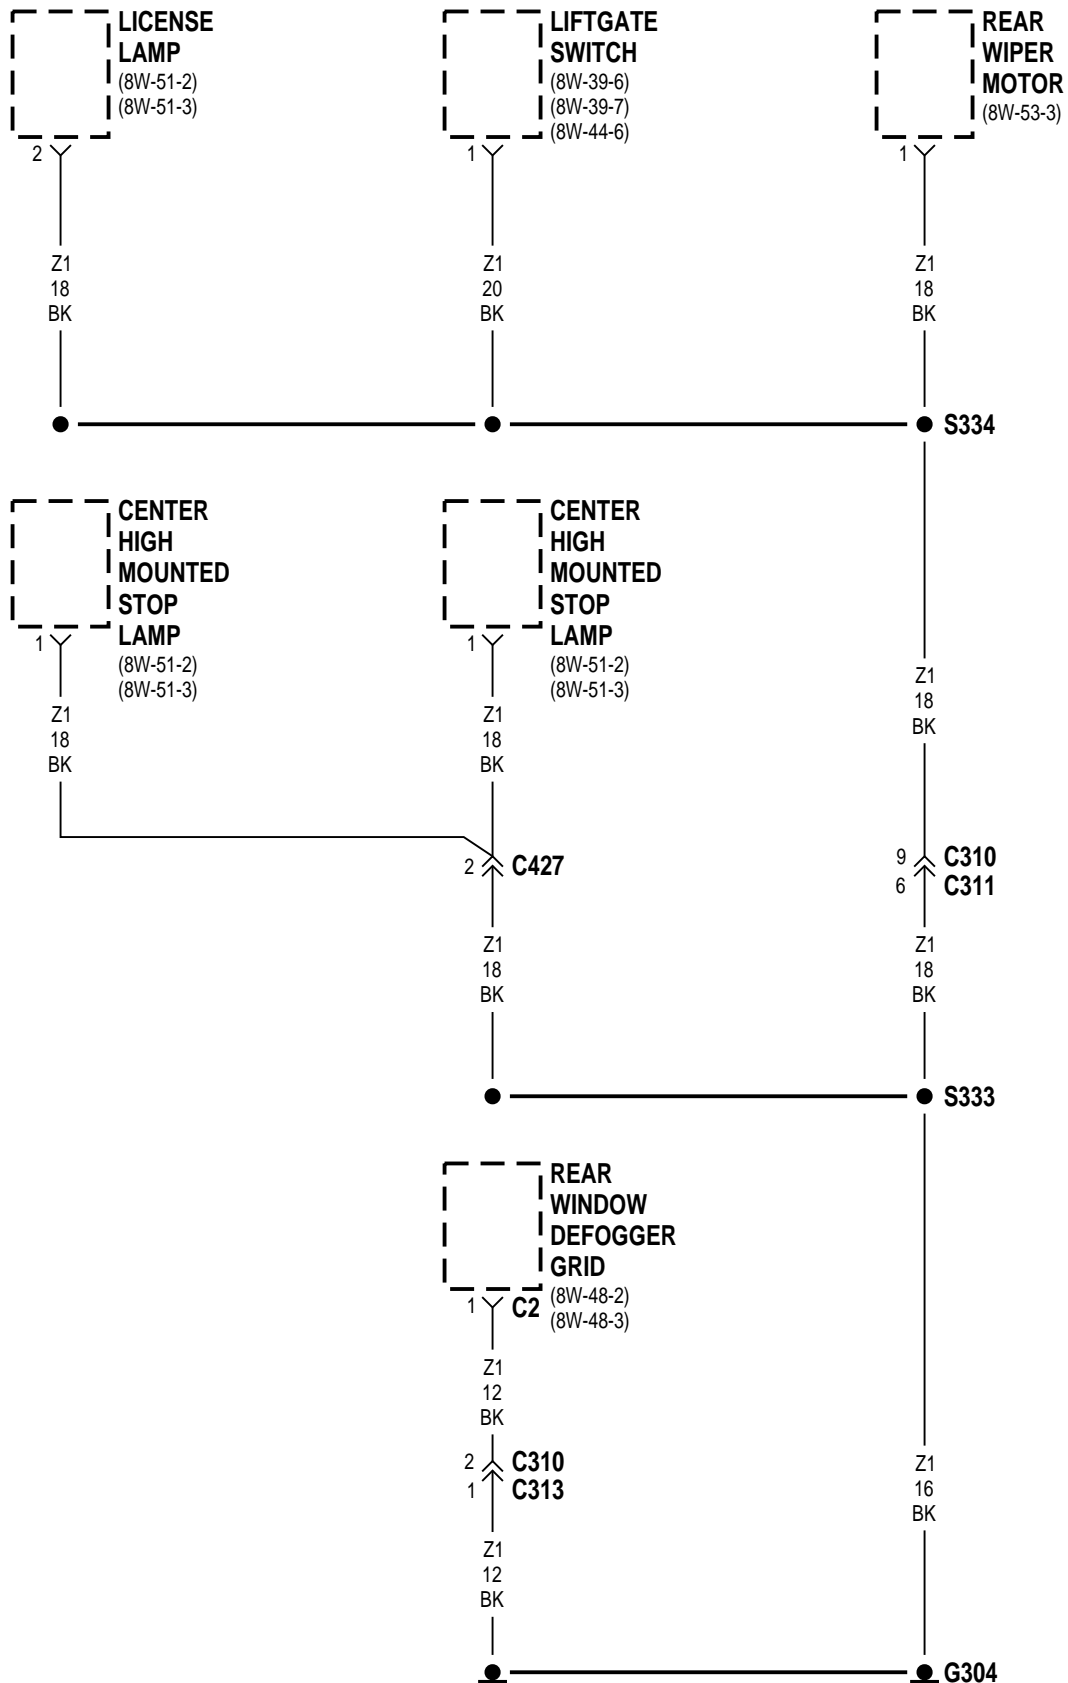 LICENSE
LAMP
(8W-51-2)
(8W-51-3)
2
Z1
18
BK
LIFTGATE
SWITCH
(8W-39-6)
(8W-39-7)
(8W-44-6)
1
Z1
20
BK
REAR
WIPER
MOTOR
(8W-53-3)
1
Z1
18
BK
S334
CENTER
HIGH
MOUNTED
STOP
LAMP
(8W-51-2)
(8W-51-3)
1
Z1
18
BK
CENTER
HIGH
MOUNTED
STOP
LAMP
(8W-51-2)
(8W-51-3)
1
Z1
18
BK
Z1
18
BK
2 C427
9 C310
6 C311
Z1
18
BK
Z1
18
BK
S333
REAR
WINDOW
DEFOGGER
GRID
(8W-48-2)
(8W-48-3)
1 C2
Z1
12
BK
2 C310
1 C313
Z1
12
BK
Z1
16
BK
G304